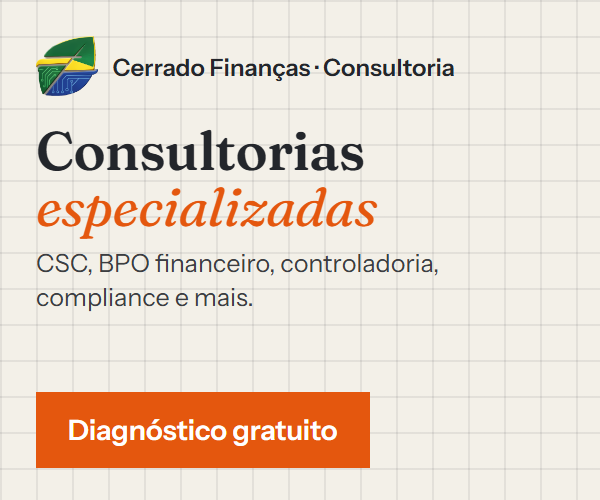 Cerrado Finanças · Consultoria
Consultorias
especializadas
CSC, BPO financeiro, controladoria,
compliance e mais.
Diagnóstico gratuito